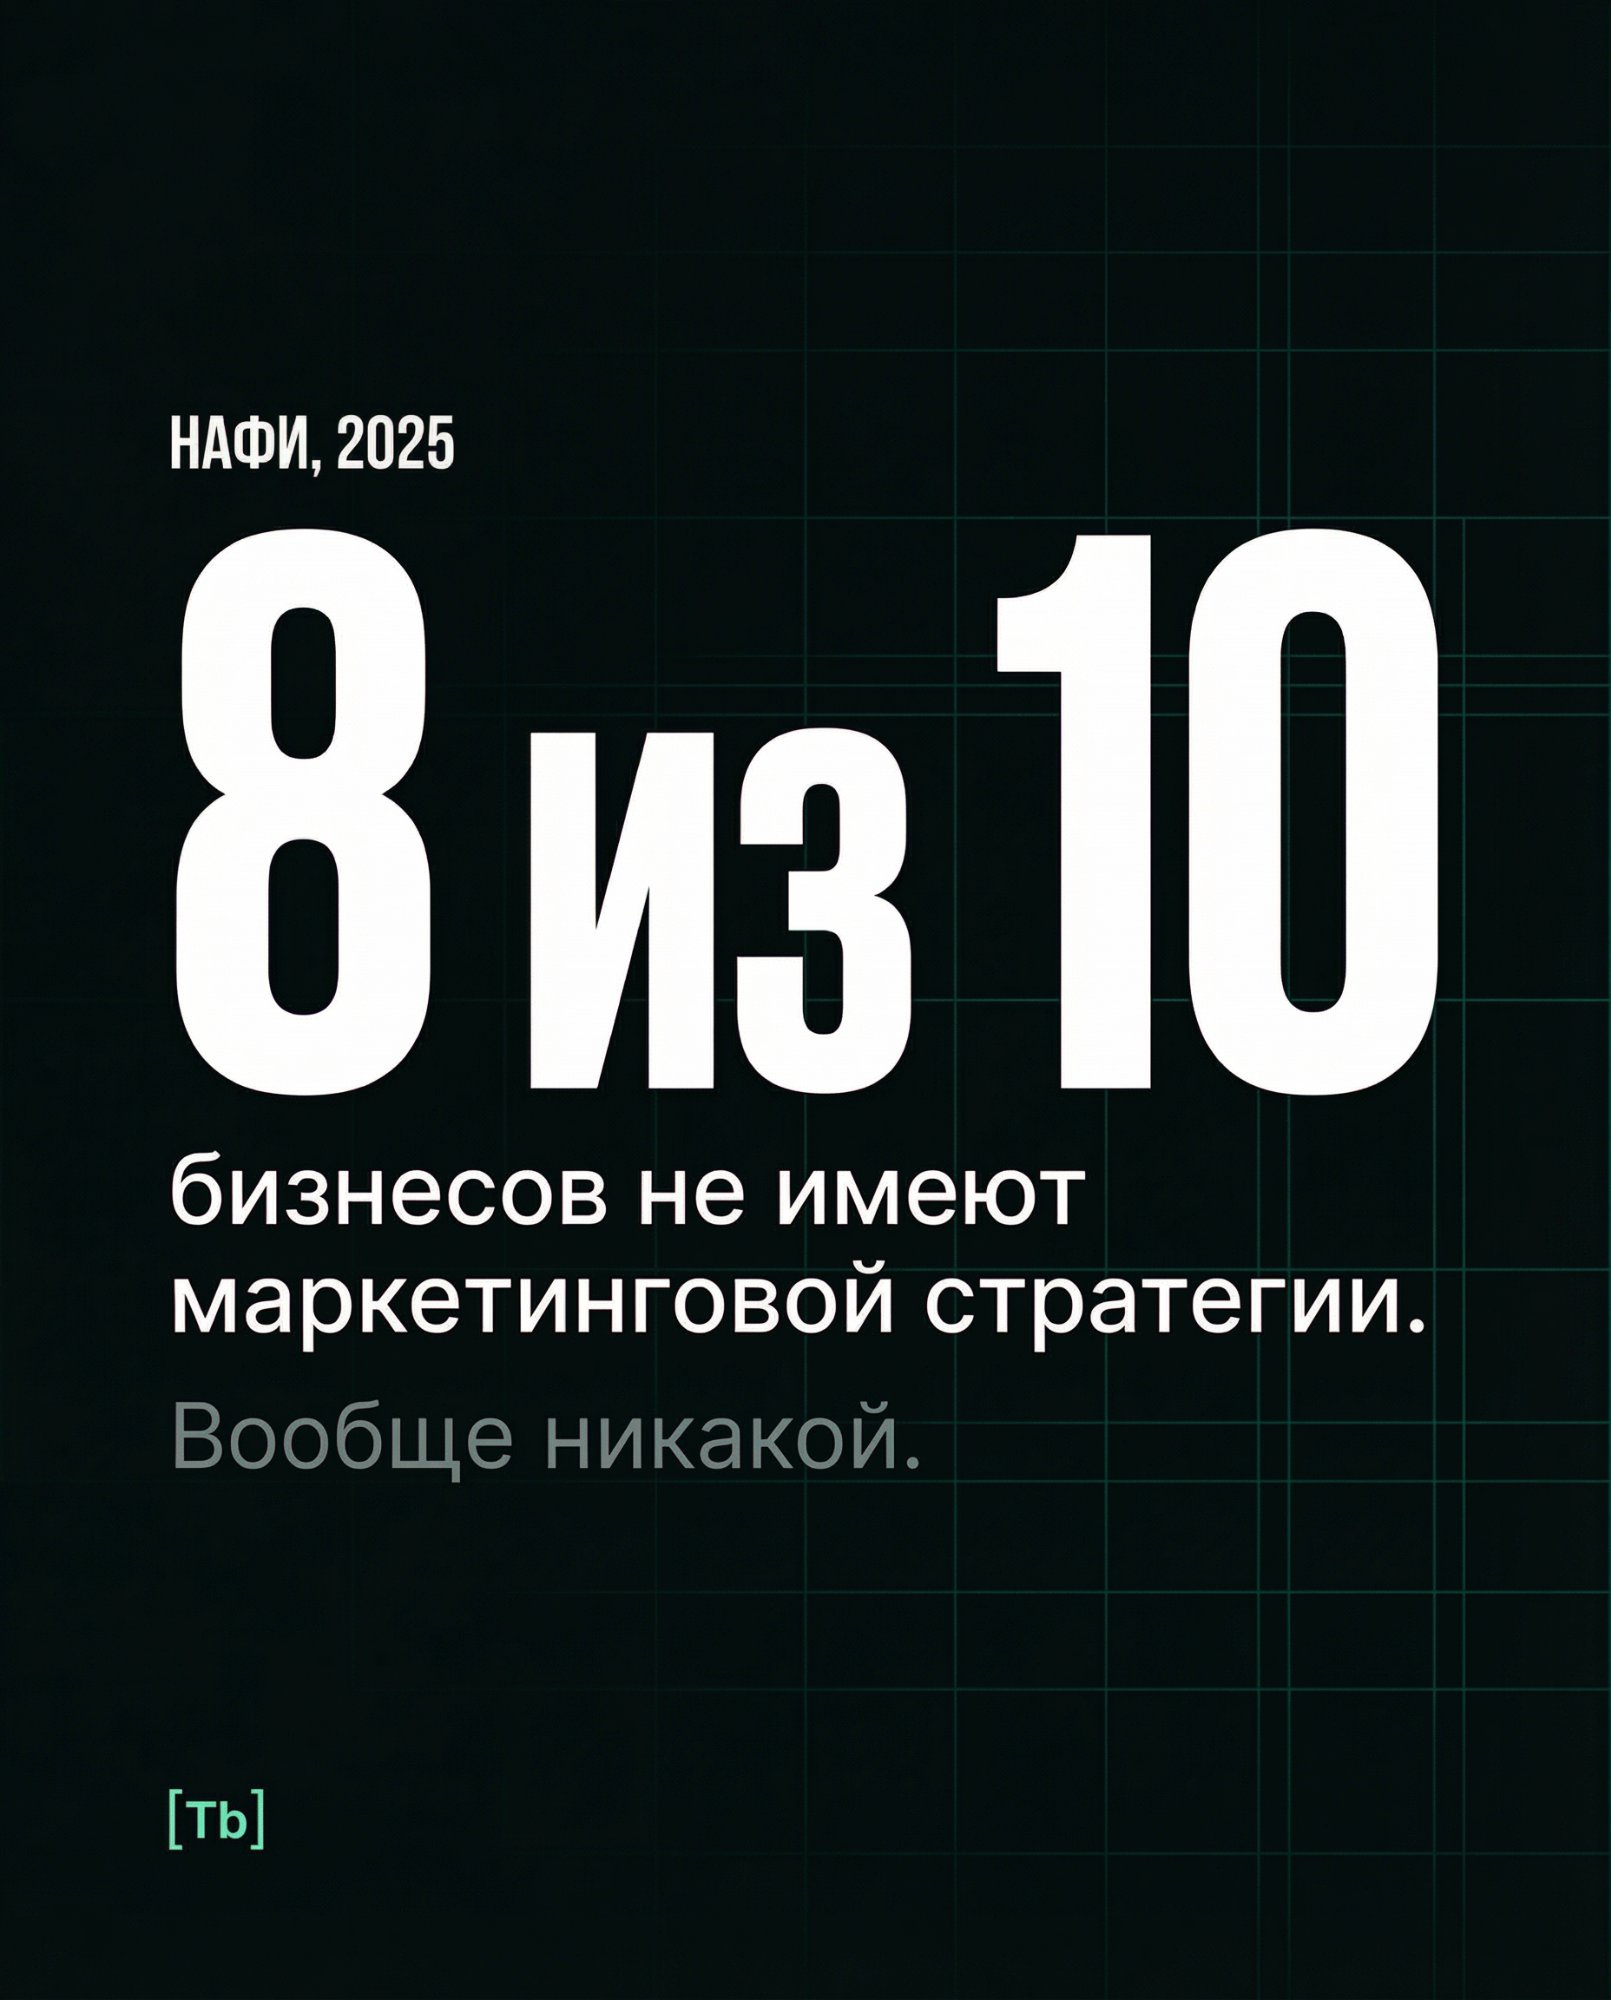 НАФИ, 2025
8 из 10
бизнесов не имеют
маркетинговой стратегии.
Вообще никакой.
[Tb]